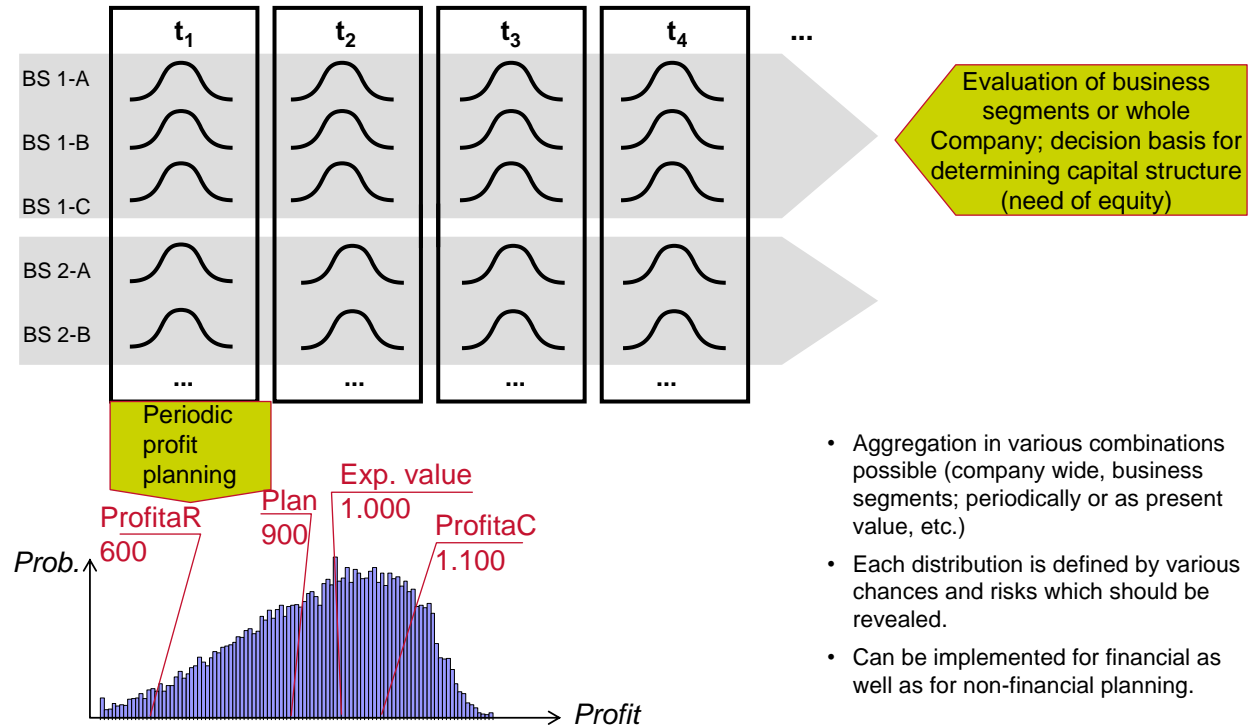 t1 t2 t3 t4 ...
BS 1-A
BS 1-B
BS 1-C
BS 2-A
BS 2-B
... ... ... ...
Evaluation of business
segments or whole
Company; decision basis for
determining capital structure
(need of equity)
Periodic
profit
planning
ProfitaR
600
Plan
900
Exp. value
1.000
ProfitaC
1.100
Prob.
Profit
• Aggregation in various combinations
possible (company wide, business
segments; periodically or as present
value, etc.)
• Each distribution is defined by various
chances and risks which should be
revealed.
• Can be implemented for financial as
well as for non-financial planning.